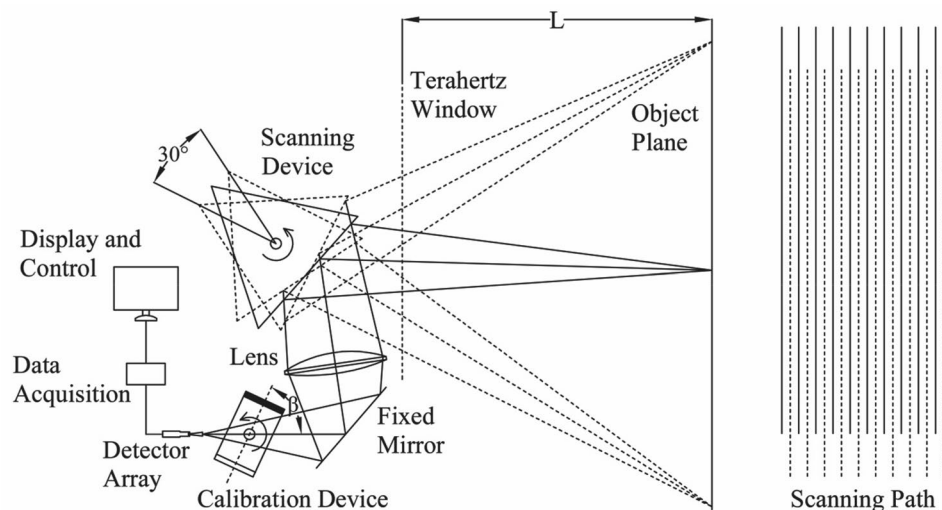 L
Terahertz
Window
Object
Plane
Scanning
Device
30°
Display and
Control
Lens
Data
Acquisition
β
Fixed
Mirror
Detector
Array
Calibration Device
Scanning Path